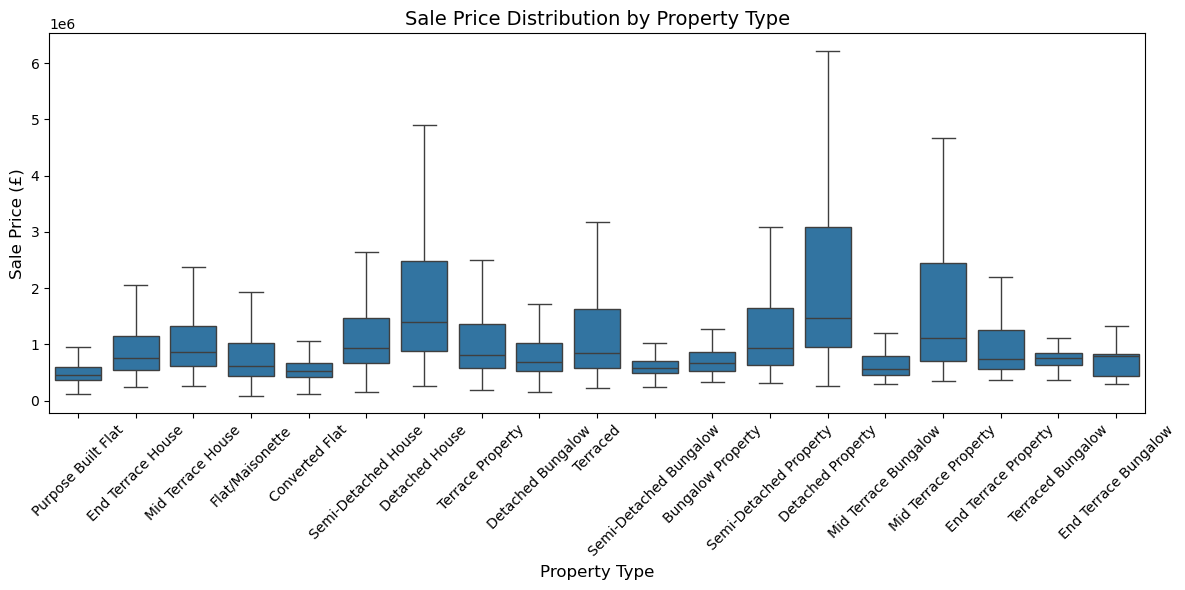 Sale Price Distribution by Property Type
1e6
6
5
4
3
2
1
0
Sale Price (£)
Purpose Built Flat
End Terrace House
Mid Terrace House
Flat/Maisonette
Converted Flat
Semi-Detached House
Detached House
Terrace Property
Detached Bungalow
Terraced
Semi-Detached Bungalow
Bungalow Property
Semi-Detached Property
Detached Property
Mid Terrace Bungalow
Mid Terrace Property
End Terrace Property
Terraced Bungalow
End Terrace Bungalow
Property Type